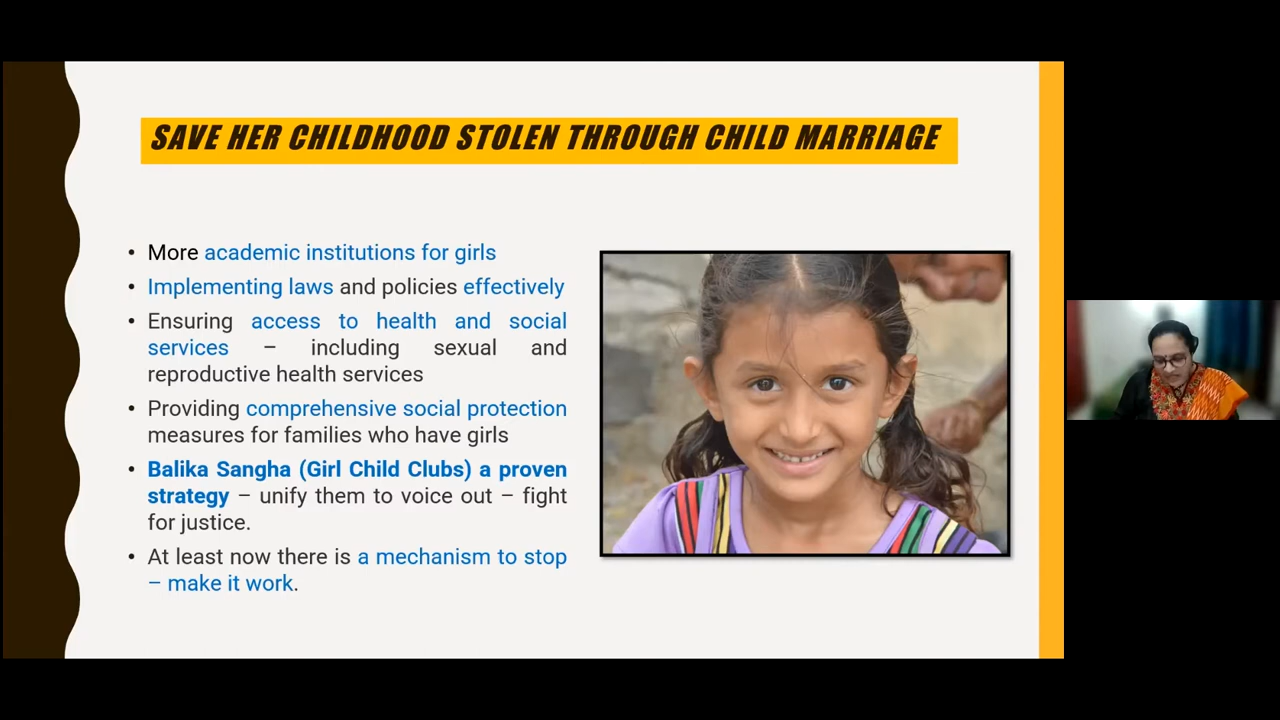 SAVE HER CHILDHOOD STOLEN THROUGH CHILD MARRIAGE
• More academic institutions for girls
• Implementing laws and policies effectively
• Ensuring access to health and social
services – including sexual and
reproductive health services
• Providing comprehensive social protection
measures for families who have girls
• Balika Sangha (Girl Child Clubs) a proven
strategy – unify them to voice out – fight
for justice.
• At least now there is a mechanism to stop
– make it work.